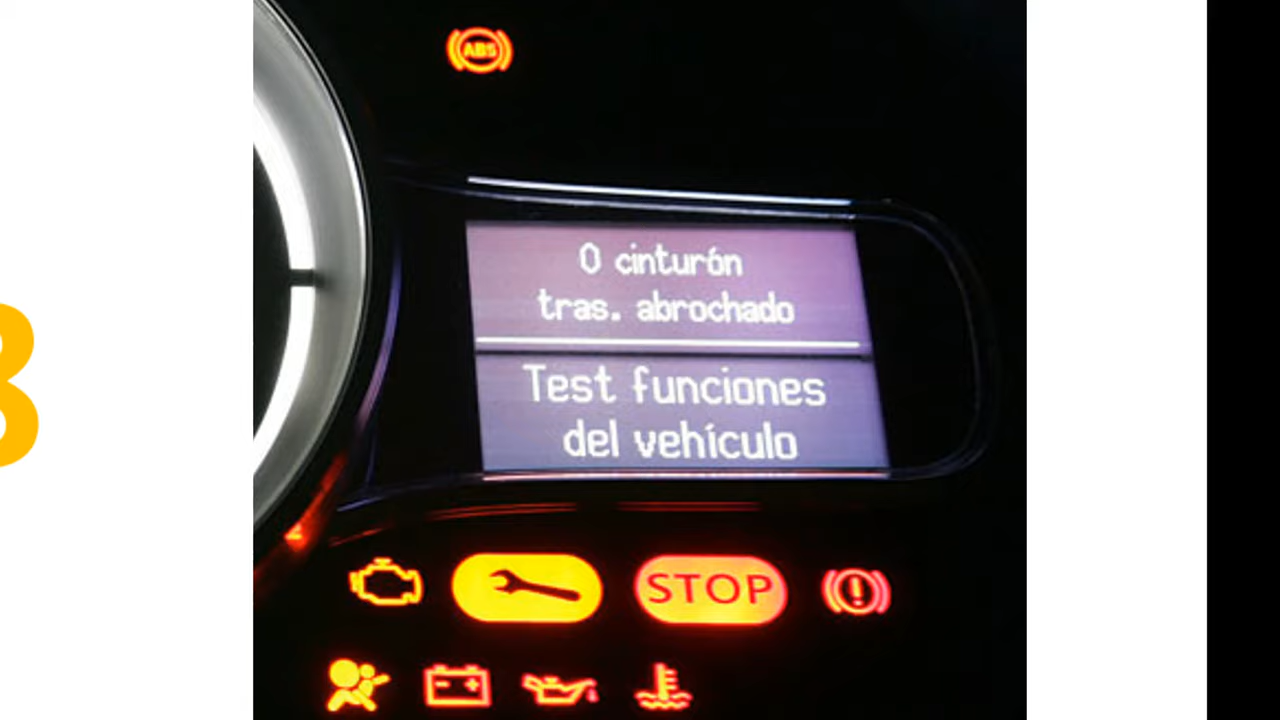 ABS
0 cinturón
tras. abrochado
Test funciones
del vehículo
STOP